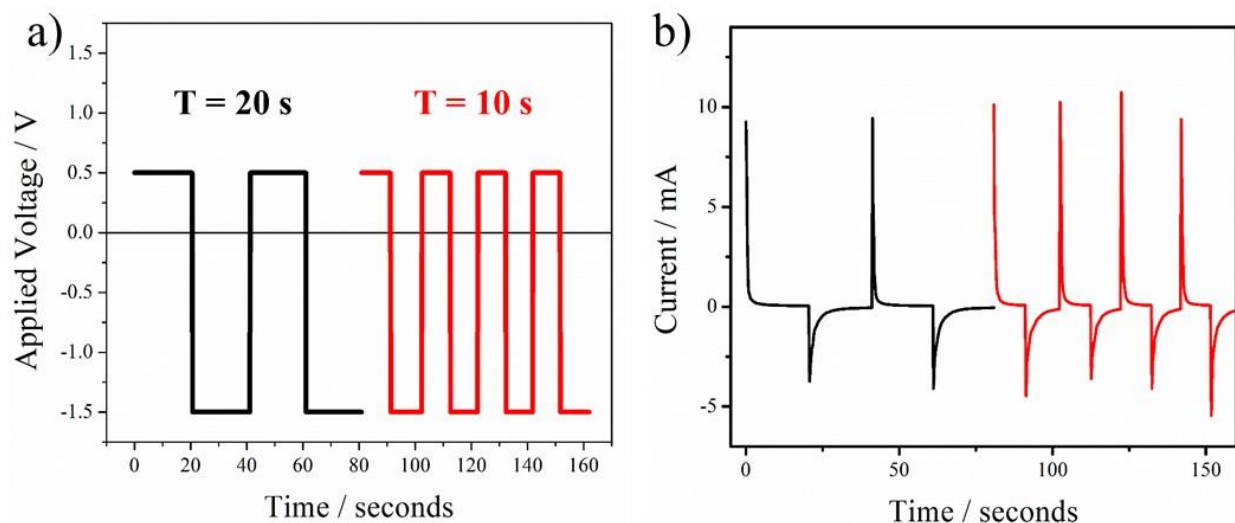 a)
T = 20 s
T = 10 s
Applied Voltage / V
1.5
1.0
0.5
0.0
-0.5
-1.0
-1.5
0 20 40 60 80 100 120 140 160
Time / seconds
b)
Current / mA
10
5
0
-5
0 50 100 150
Time / seconds